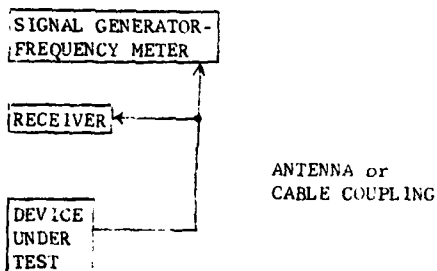 SIGNAL GENERATOR-
FREQUENCY METER
RECEIVER
ANTENNA or
CABLE COUPLING
DEVICE
UNDER
TEST